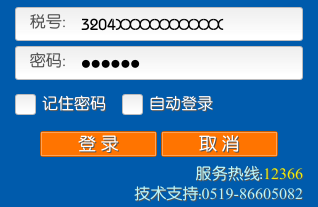 税号: 3204XXXXXXXXXXX
密码: ●●●●●●
记住密码 自动登录
登 录 取 消
服务热线:12366
技术支持:0519-86605082